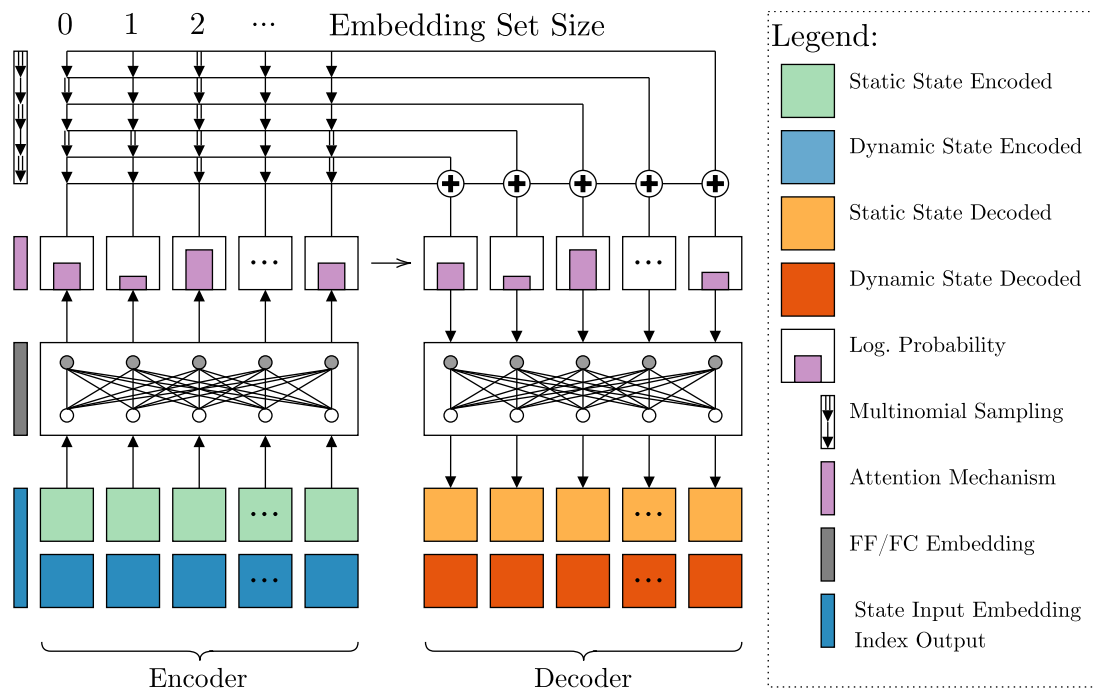 0 1 2 ··· Embedding Set Size
Legend:
Static State Encoded
Dynamic State Encoded
Static State Decoded
Dynamic State Decoded
Log. Probability
Multinomial Sampling
Attention Mechanism
FF/FC Embedding
State Input Embedding
Index Output
··· ···
··· ···
··· ···
Encoder Decoder